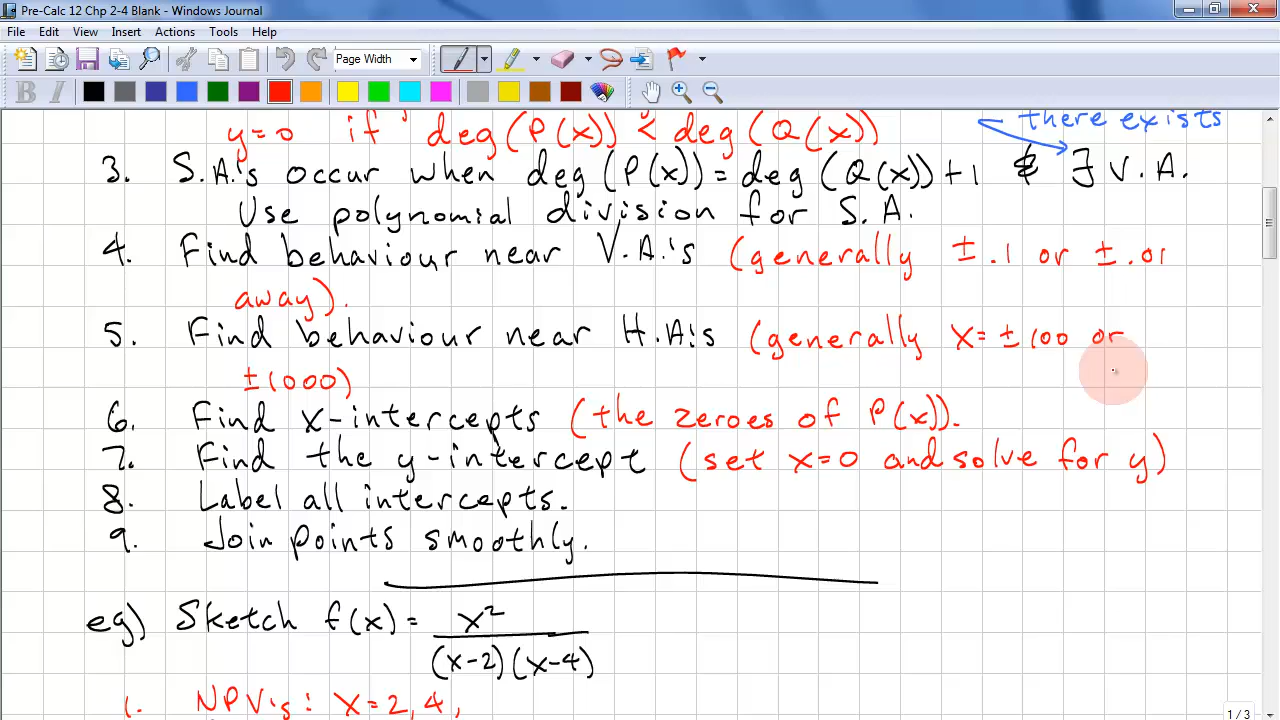 Pre-Calc 12 Chp 2-4 Blank - Windows Journal
File Edit View Insert Actions Tools Help
Page Width
B I
there exists
y=0 if deg(P(x)) < deg(Q(x))
3. S.A.'s occur when deg(P(x)) = deg(Q(x))+1 & ∃ V.A.
Use polynomial division for S.A.
4. Find behaviour near V.A.'s (generally ±.1 or ±.01
away).
5. Find behaviour near H.A.'s (generally x=±100 or
±1000)
6. Find x-intercepts (the zeroes of P(x)).
7. Find the y-intercept (set x=0 and solve for y)
8. Label all intercepts.
9. Join points smoothly.
eg) Sketch f(x) = x²
(x-2)(x-4)
1. NPV's: x=2,4,
1/3